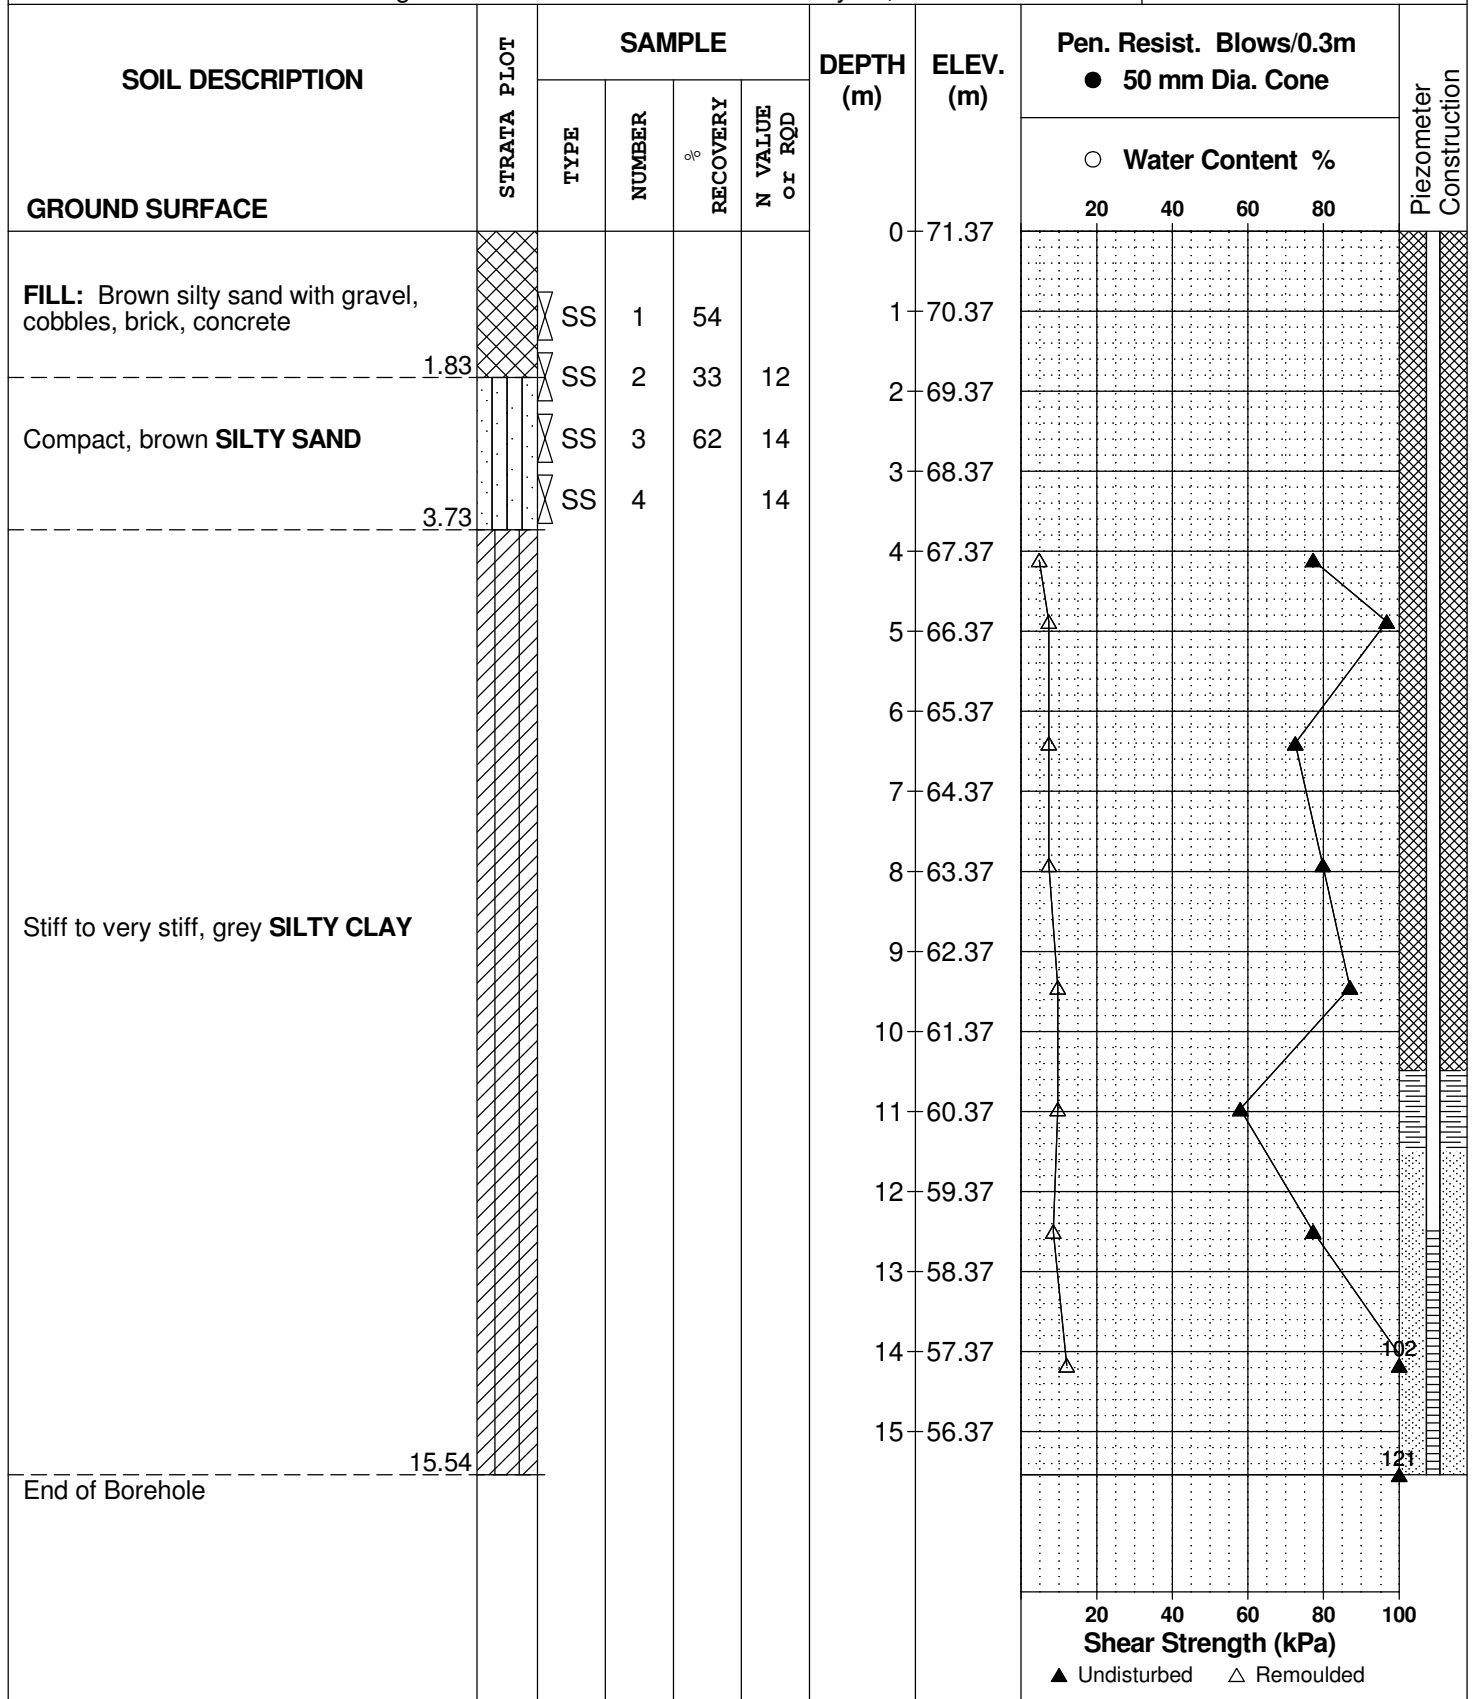 SOIL DESCRIPTION
GROUND SURFACE
STRATA PLOT
SAMPLE
TYPE
NUMBER
%
RECOVERY
N VALUE
or RQD
DEPTH
(m)
ELEV.
(m)
Pen. Resist. Blows/0.3m
● 50 mm Dia. Cone
○ Water Content %
20 40 60 80
Piezometer
Construction
0 71.37
FILL: Brown silty sand with gravel,
cobbles, brick, concrete
SS 1 54
1 70.37
1.83
SS 2 33 12
2 69.37
Compact, brown SILTY SAND
SS 3 62 14
3 68.37
SS 4 14
3.73
4 67.37
5 66.37
6 65.37
7 64.37
8 63.37
Stiff to very stiff, grey SILTY CLAY
9 62.37
10 61.37
11 60.37
12 59.37
13 58.37
14 57.37
102
15 56.37
121
15.54
End of Borehole
20 40 60 80 100
Shear Strength (kPa)
▲ Undisturbed △ Remoulded